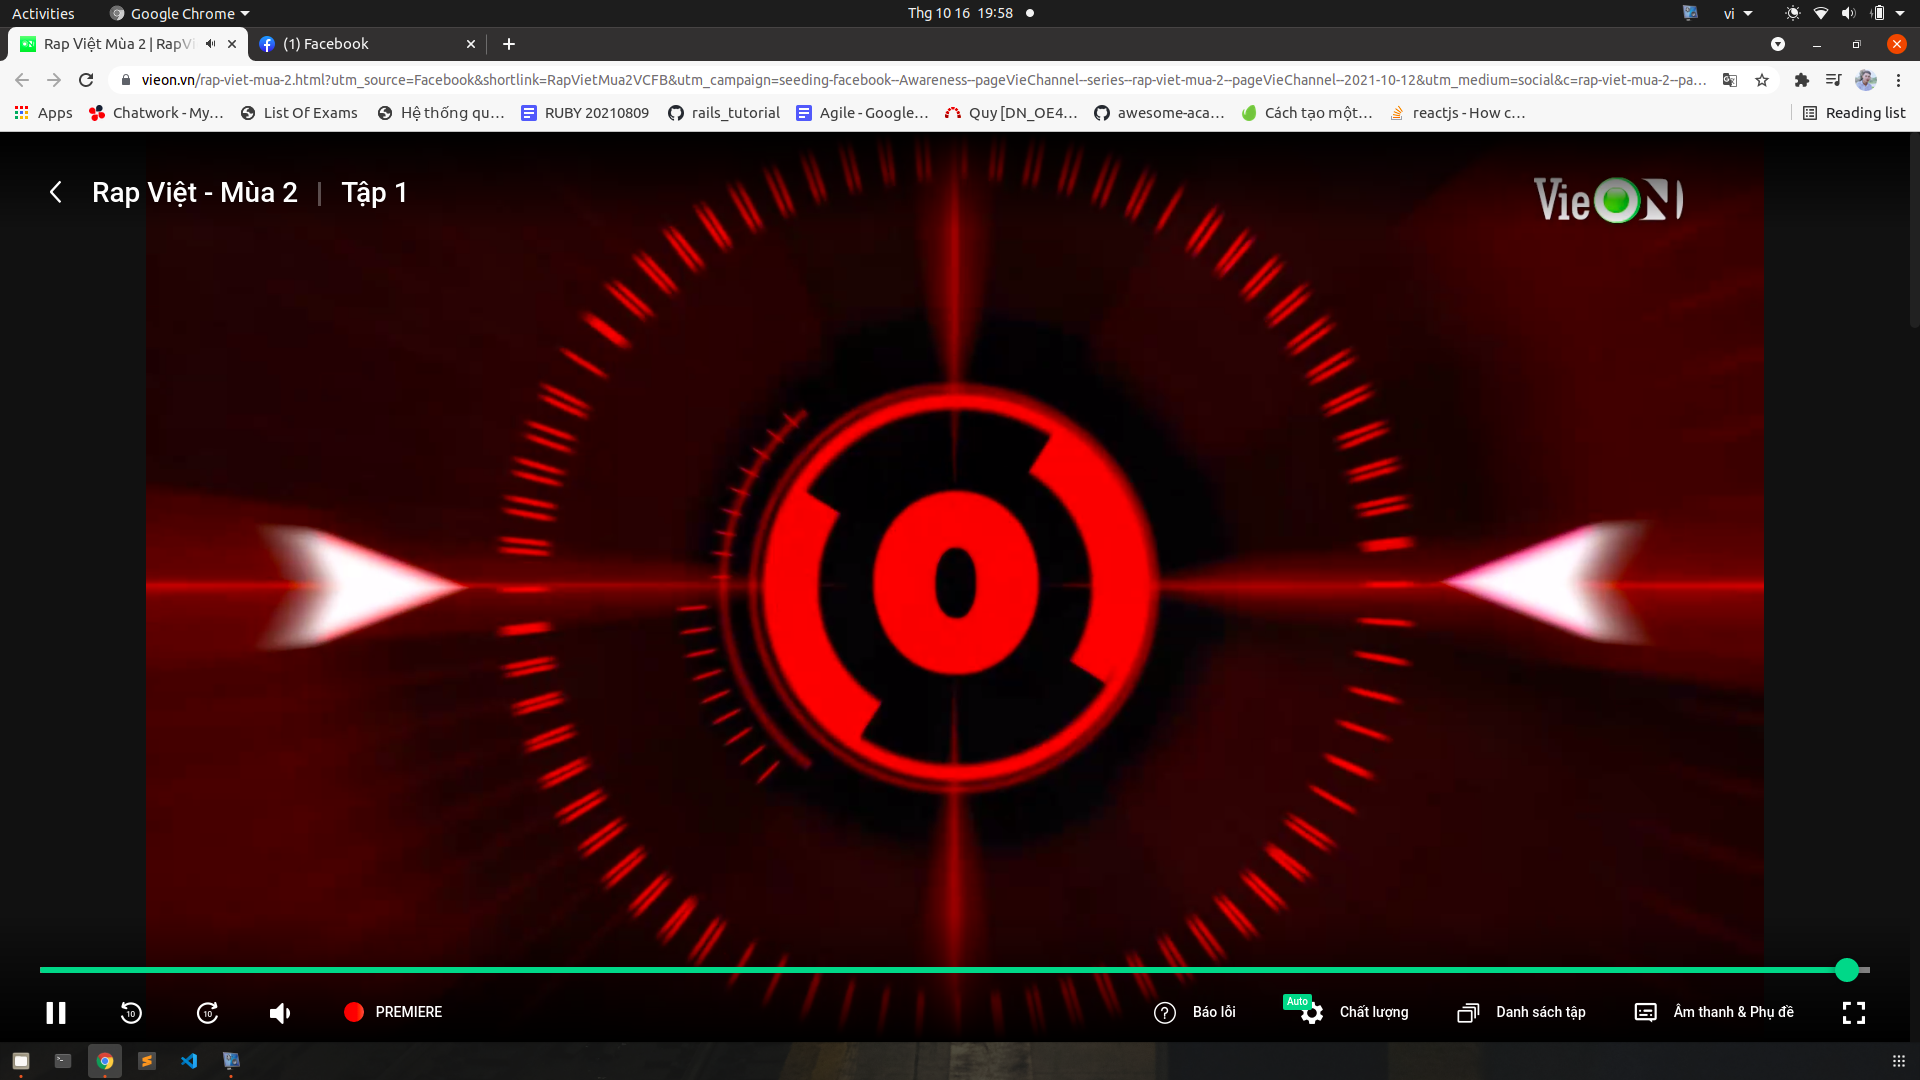 Activities
Google Chrome
Thg 10 16 19:58
vi
Rap Việt Mùa 2 | RapVi
(1) Facebook
vieon.vn/rap-viet-mua-2.html?utm_source=Facebook&shortlink=RapVietMua2VCFB&utm_campaign=seeding-facebook--Awareness--pageVieChannel--series--rap-viet-mua-2--pageVieChannel--2021-10-12&utm_medium=social&c=rap-viet-mua-2--pa...
Apps
Chatwork - My...
List Of Exams
Hệ thống qu...
RUBY 20210809
rails_tutorial
Agile - Google...
Quy [DN_OE4...
awesome-aca...
Cách tạo một...
reactjs - How c...
Reading list
Rap Việt - Mùa 2 | Tập 1
VieON
0
10
10
PREMIERE
Báo lỗi
Auto
Chất lượng
Danh sách tập
Âm thanh & Phụ đề